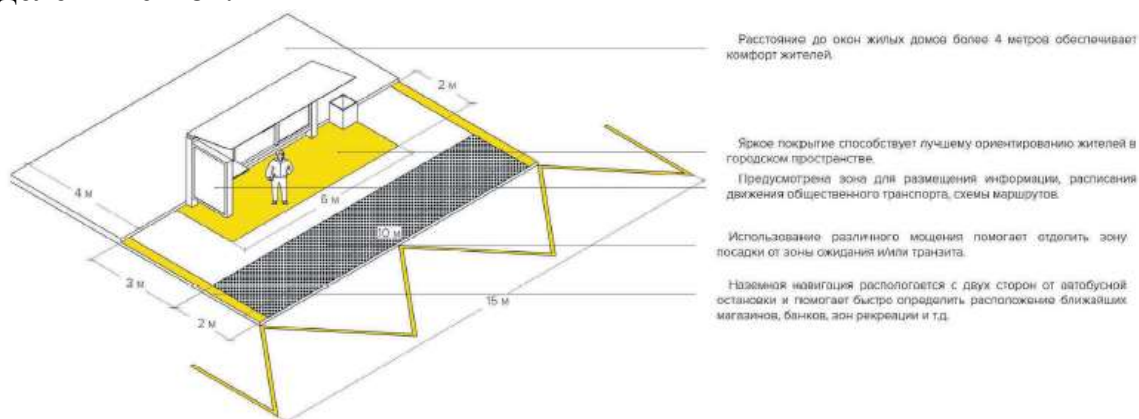 Расстояние до окон жилых домов более 4 метров обеспечивает
комфорт жителей.
2 м
Яркое покрытие способствует лучшему ориентированию жителей в
городском пространстве.
Предусмотрена зона для размещения информации, расписания
движения общественного транспорта, схемы маршрутов.
4 м
6 м
10 м
Использование различного мощения помогает отделить зону
посадки от зоны ожидания и/или транзита.
3 м
2 м
15 м
Наземная навигация распологается с двух сторон от автобусной
остановки и помогает быстро определить расположение ближайших
магазинов, банков, зон рекреации и т.д.